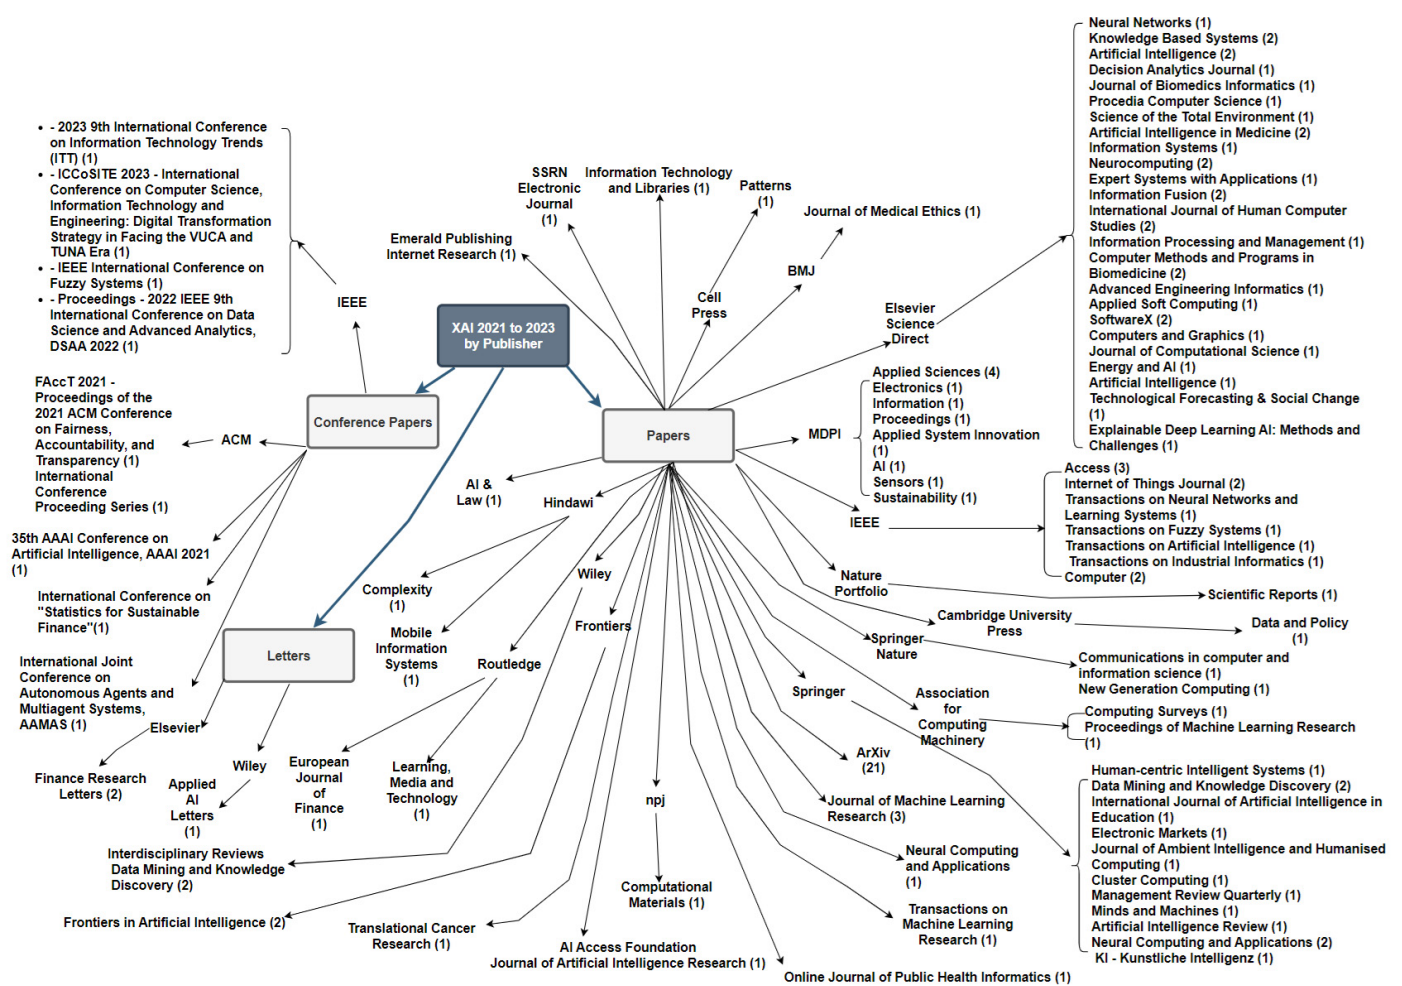 XAI 2021 to 2023
by Publisher
Conference Papers
IEEE
- 2023 9th International Conference
on Information Technology Trends
(ITT) (1)
- ICCoSITE 2023 - International
Conference on Computer Science,
Information Technology and
Engineering: Digital Transformation
Strategy in Facing the VUCA and
TUNA Era (1)
- IEEE International Conference on
Fuzzy Systems (1)
- Proceedings - 2022 IEEE 9th
International Conference on Data
Science and Advanced Analytics,
DSAA 2022 (1)
ACM
FAccT 2021 -
Proceedings of the
2021 ACM Conference
on Fairness,
Accountability, and
Transparency (1)
International
Conference
Proceeding Series (1)
35th AAAI Conference on
Artificial Intelligence, AAAI 2021
(1)
International Conference on
"Statistics for Sustainable
Finance"(1)
International Joint
Conference on
Autonomous Agents and
Multiagent Systems,
AAMAS (1)
Letters
Elsevier
Finance Research
Letters (2)
Wiley
Applied
AI
Letters
(1)
Papers
Emerald Publishing
Internet Research (1)
SSRN
Electronic
Journal
(1)
Information Technology
and Libraries (1)
Cell
Press
Patterns
(1)
BMJ
Journal of Medical Ethics (1)
Elsevier
Science
Direct
Neural Networks (1)
Knowledge Based Systems (2)
Artificial Intelligence (2)
Decision Analytics Journal (1)
Journal of Biomedics Informatics (1)
Procedia Computer Science (1)
Science of the Total Environment (1)
Artificial Intelligence in Medicine (2)
Information Systems (1)
Neurocomputing (2)
Expert Systems with Applications (1)
Information Fusion (2)
International Journal of Human Computer
Studies (2)
Information Processing and Management (1)
Computer Methods and Programs in
Biomedicine (2)
Advanced Engineering Informatics (1)
Applied Soft Computing (1)
SoftwareX (2)
Computers and Graphics (1)
Journal of Computational Science (1)
Energy and AI (1)
Artificial Intelligence (1)
Technological Forecasting & Social Change
(1)
Explainable Deep Learning AI: Methods and
Challenges (1)
MDPI
Applied Sciences (4)
Electronics (1)
Information (1)
Proceedings (1)
Applied System Innovation
(1)
AI (1)
Sensors (1)
Sustainability (1)
IEEE
Access (3)
Internet of Things Journal (2)
Transactions on Neural Networks and
Learning Systems (1)
Transactions on Fuzzy Systems (1)
Transactions on Artificial Intelligence (1)
Transactions on Industrial Informatics (1)
Computer (2)
Nature
Portfolio
Scientific Reports (1)
Cambridge University
Press
Data and Policy
(1)
Springer
Nature
Communications in computer and
information science (1)
New Generation Computing (1)
Association
for
Computing
Machinery
Computing Surveys (1)
Proceedings of Machine Learning Research
(1)
Springer
Human-centric Intelligent Systems (1)
Data Mining and Knowledge Discovery (2)
International Journal of Artificial Intelligence in
Education (1)
Electronic Markets (1)
Journal of Ambient Intelligence and Humanised
Computing (1)
Cluster Computing (1)
Management Review Quarterly (1)
Minds and Machines (1)
Artificial Intelligence Review (1)
Neural Computing and Applications (2)
KI - Kunstliche Intelligenz (1)
ArXiv
(21)
Journal of Machine Learning
Research (3)
Neural Computing
and Applications
(1)
Transactions on
Machine Learning
Research (1)
Online Journal of Public Health Informatics (1)
npj
Computational
Materials (1)
AI Access Foundation
Journal of Artificial Intelligence Research (1)
Translational Cancer
Research (1)
Frontiers
Frontiers in Artificial Intelligence (2)
Wiley
Interdisciplinary Reviews
Data Mining and Knowledge
Discovery (2)
Routledge
European
Journal
of
Finance
(1)
Learning,
Media and
Technology
(1)
Hindawi
Complexity
(1)
Mobile
Information
Systems
(1)
AI &
Law (1)